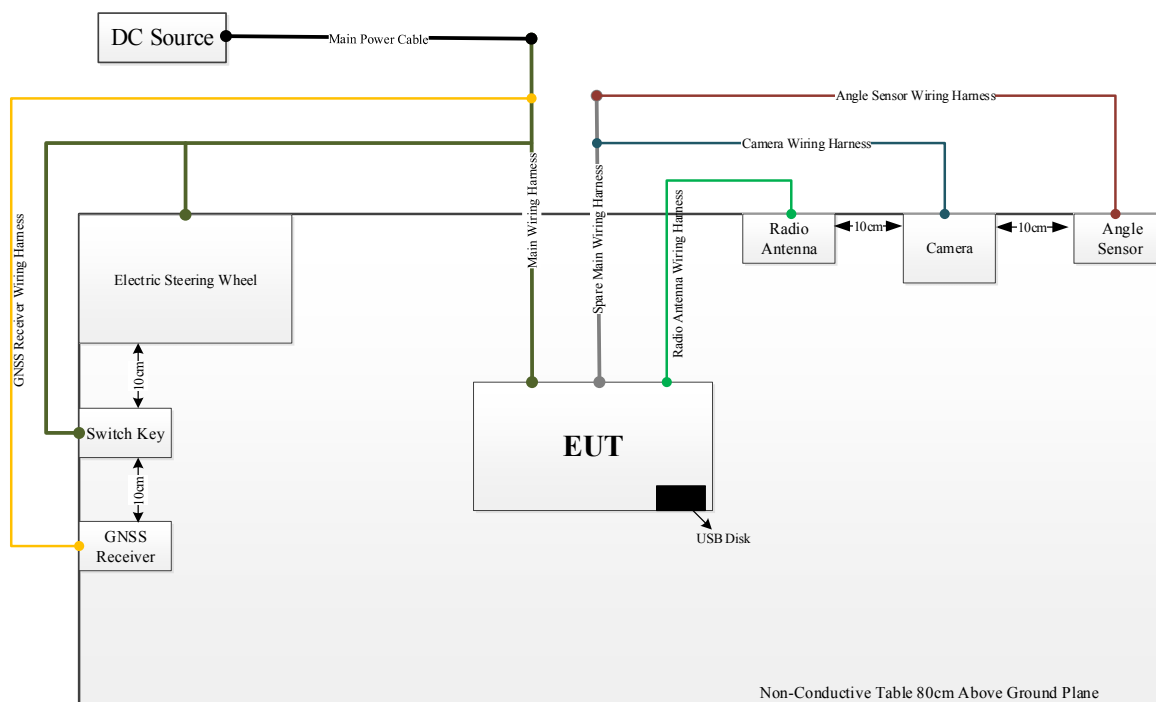 DC Source
Main Power Cable
Angle Sensor Wiring Harness
Camera Wiring Harness
GNSS Receiver Wiring Harness
Main Wiring Harness
Spare Main Wiring Harness
Radio Antenna Wiring Harness
Radio
Antenna
10cm
Camera
10cm
Angle
Sensor
Electric Steering Wheel
10cm
Switch Key
10cm
GNSS
Receiver
EUT
USB Disk
Non-Conductive Table 80cm Above Ground Plane